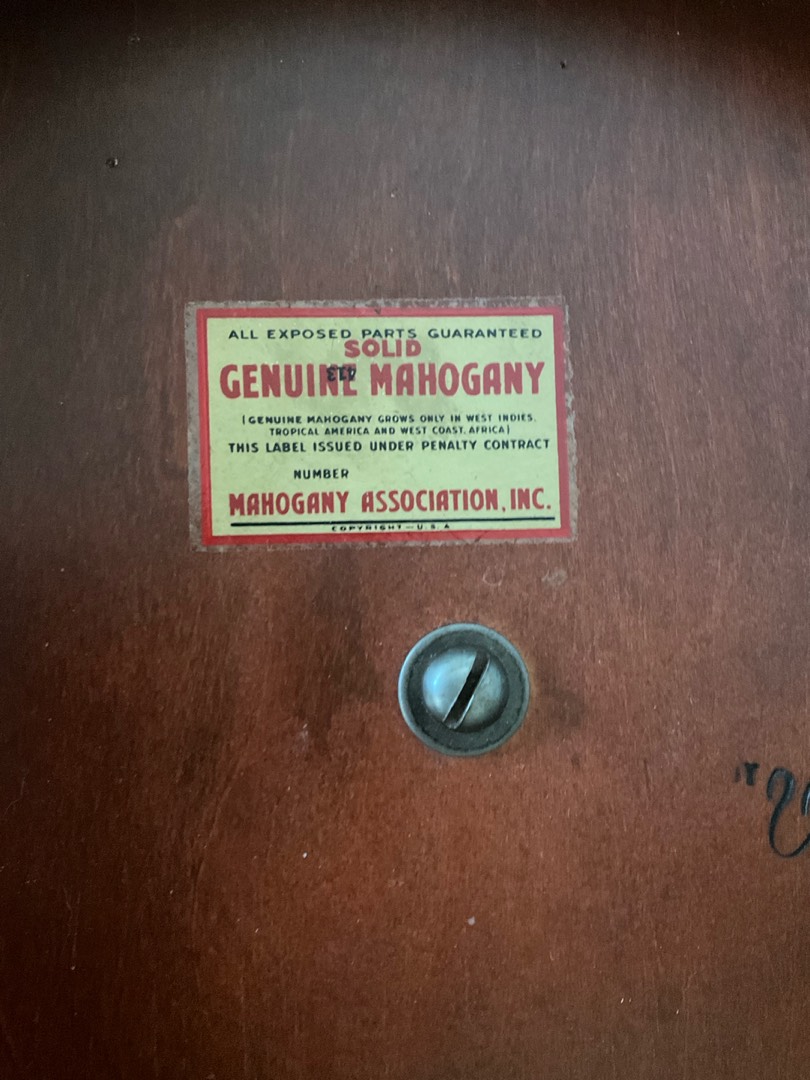 ALL EXPOSED PARTS GUARANTEED
SOLID
GENUINE MAHOGANY
413
(GENUINE MAHOGANY GROWS ONLY IN WEST INDIES,
TROPICAL AMERICA AND WEST COAST, AFRICA)
THIS LABEL ISSUED UNDER PENALTY CONTRACT
NUMBER
MAHOGANY ASSOCIATION, INC.
COPYRIGHT—U.S.A